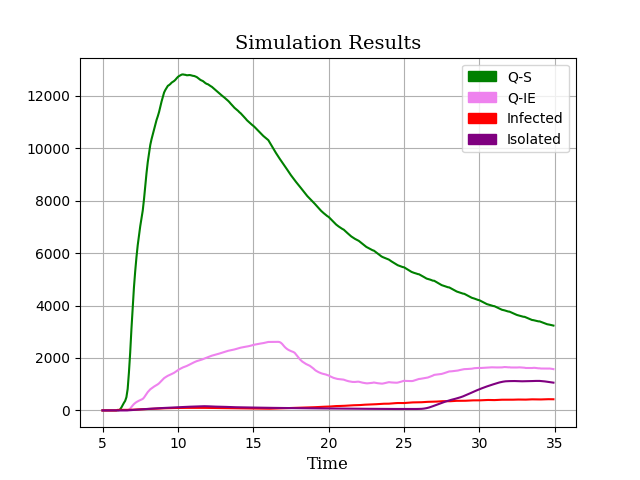 Simulation Results
Q-S
Q-IE
Infected
Isolated
12000
10000
8000
6000
4000
2000
0
5 10 15 20 25 30 35
Time